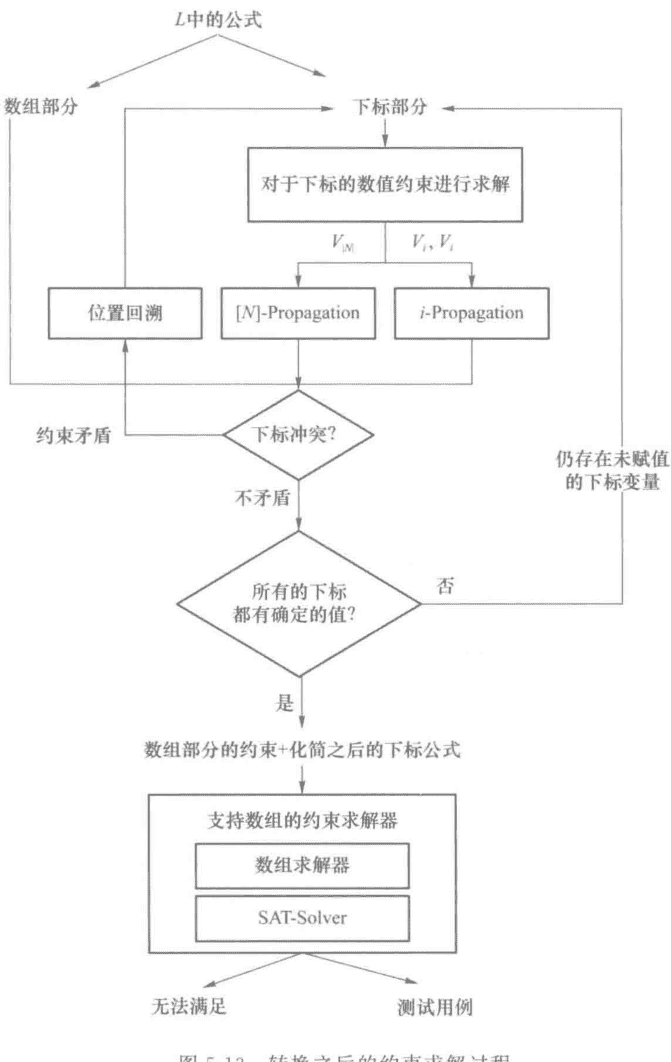 L中的公式
数组部分
下标部分
对于下标的数值约束进行求解
V|N|
Vi, Vi
位置回溯
[N]-Propagation
i-Propagation
约束矛盾
下标冲突?
仍存在未赋值
的下标变量
不矛盾
所有的下标
都有确定的值?
否
是
数组部分的约束+化简之后的下标公式
支持数组的约束求解器
数组求解器
SAT-Solver
无法满足
测试用例
图 5.13 转换之后的约束求解过程